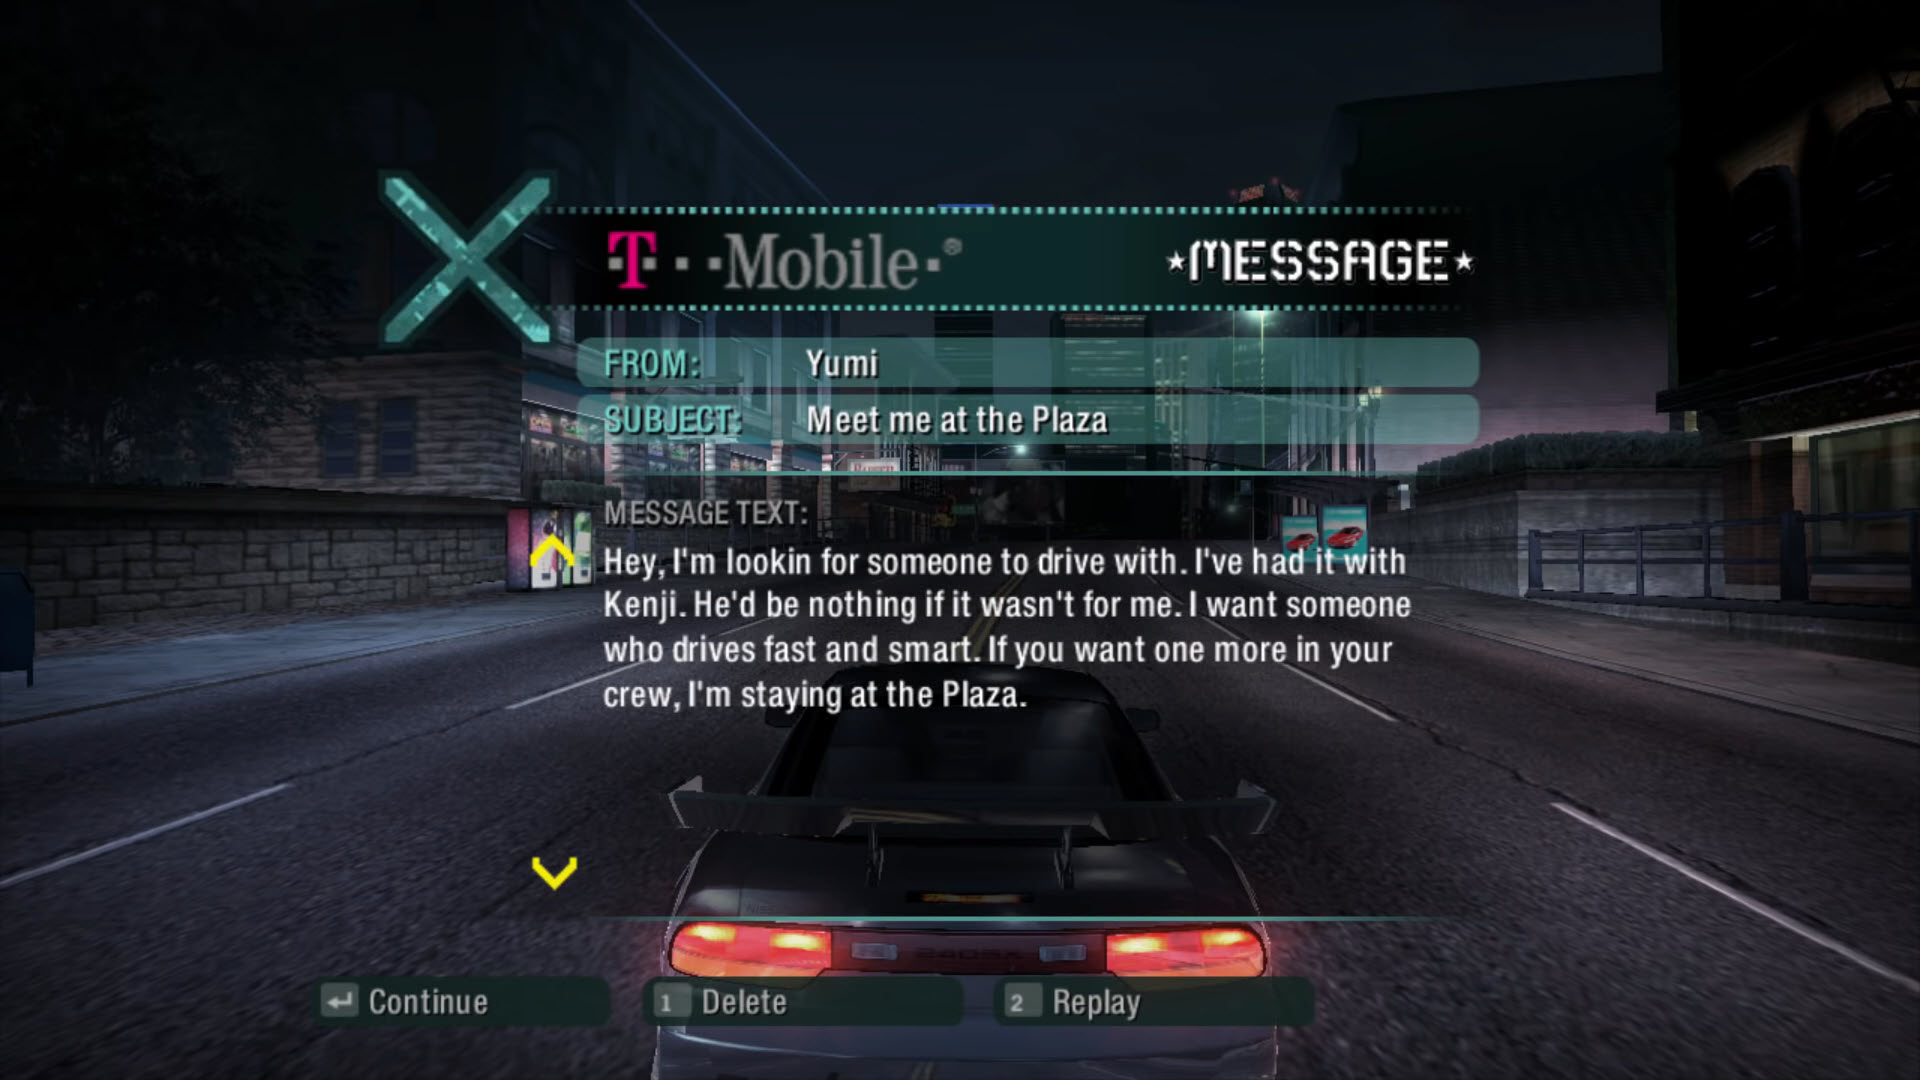 T··Mobile·®
★MESSAGE★
FROM: Yumi
SUBJECT: Meet me at the Plaza
MESSAGE TEXT:
Hey, I'm lookin for someone to drive with. I've had it with
Kenji. He'd be nothing if it wasn't for me. I want someone
who drives fast and smart. If you want one more in your
crew, I'm staying at the Plaza.
240SX
Continue
1 Delete
2 Replay